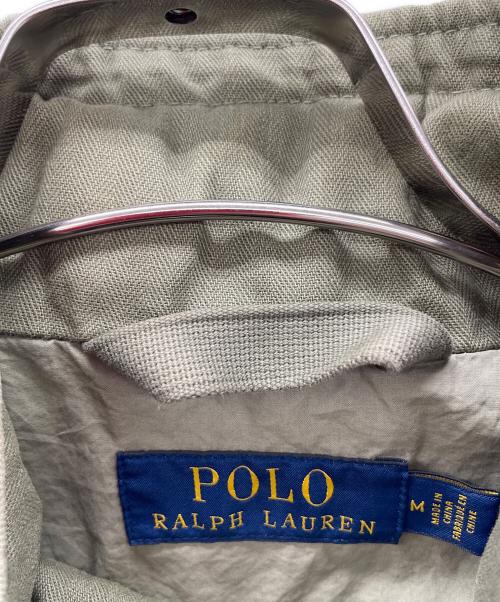 POLO
RALPH LAUREN
M
MADE IN
CHINA
FABRIQUÉ EN
CHINE